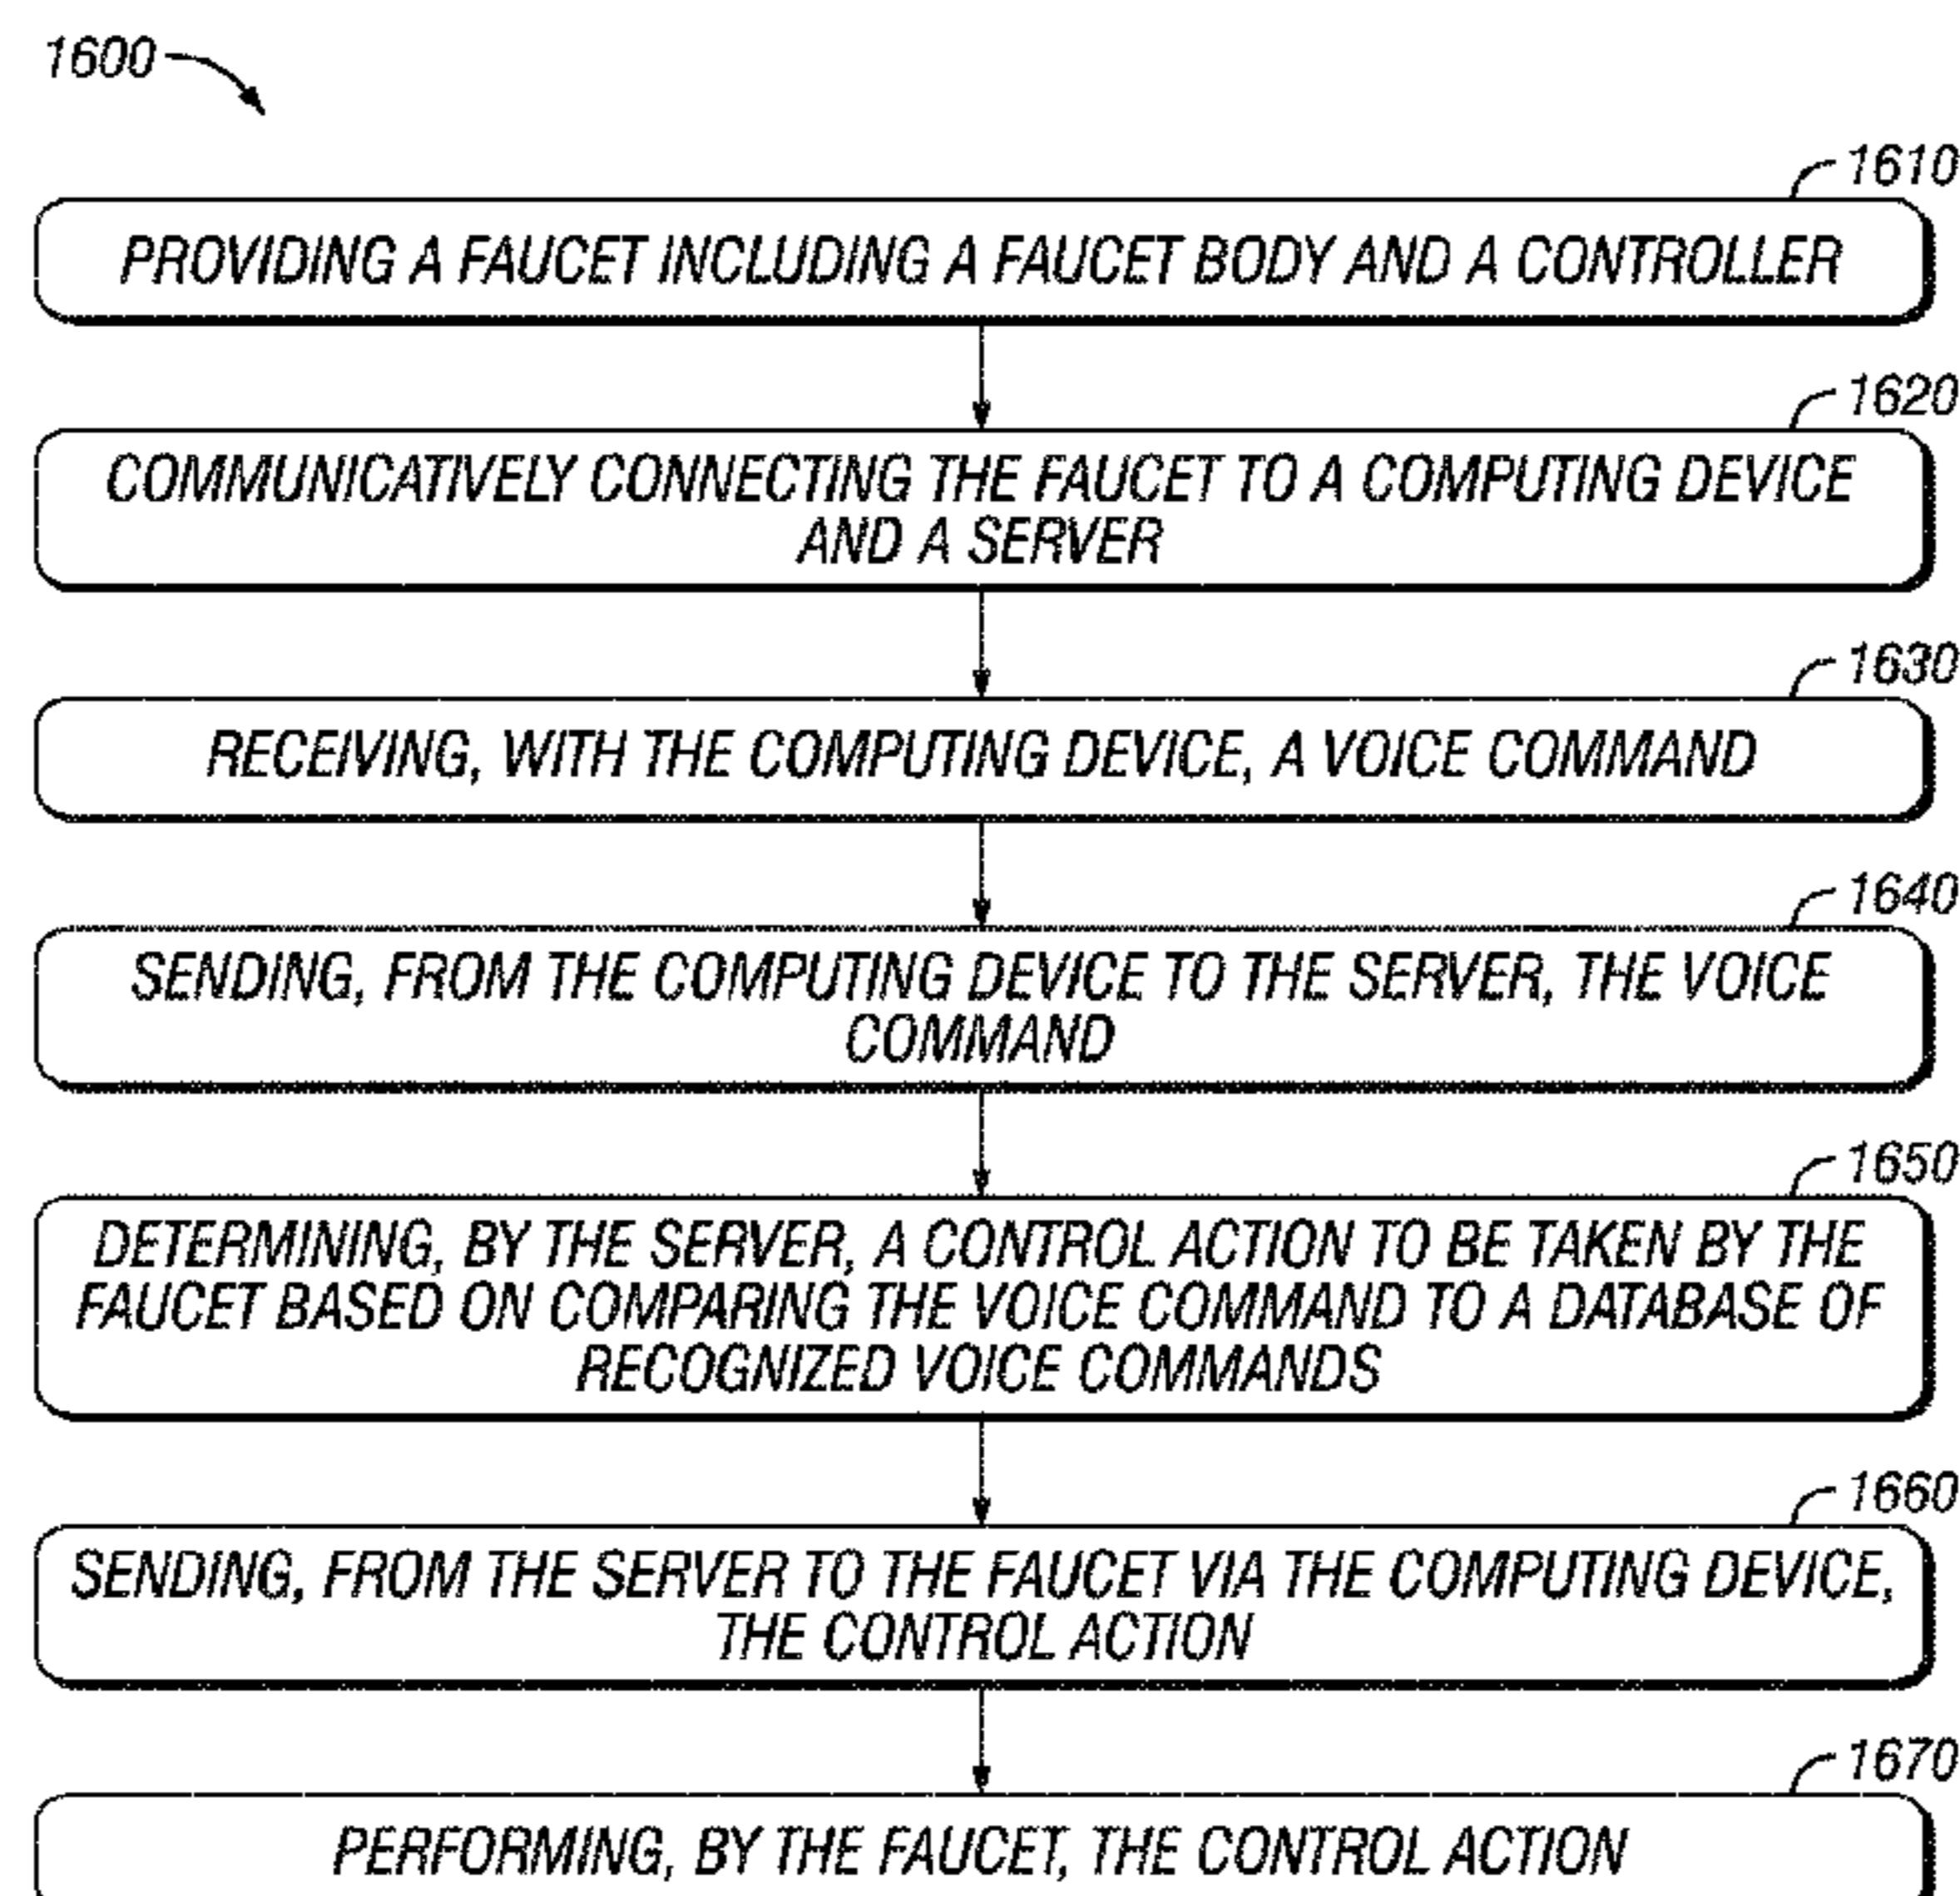 1600
1610
PROVIDING A FAUCET INCLUDING A FAUCET BODY AND A CONTROLLER
1620
COMMUNICATIVELY CONNECTING THE FAUCET TO A COMPUTING DEVICE
AND A SERVER
1630
RECEIVING, WITH THE COMPUTING DEVICE, A VOICE COMMAND
1640
SENDING, FROM THE COMPUTING DEVICE TO THE SERVER, THE VOICE
COMMAND
1650
DETERMINING, BY THE SERVER, A CONTROL ACTION TO BE TAKEN BY THE
FAUCET BASED ON COMPARING THE VOICE COMMAND TO A DATABASE OF
RECOGNIZED VOICE COMMANDS
1660
SENDING, FROM THE SERVER TO THE FAUCET VIA THE COMPUTING DEVICE,
THE CONTROL ACTION
1670
PERFORMING, BY THE FAUCET, THE CONTROL ACTION